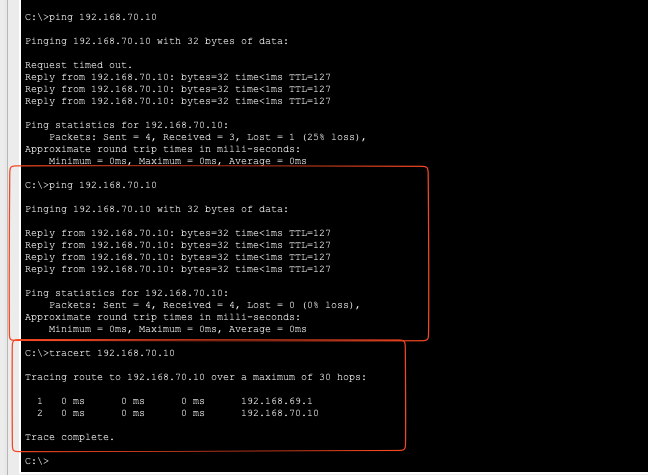 C:\>ping 192.168.70.10
Pinging 192.168.70.10 with 32 bytes of data:
Request timed out.
Reply from 192.168.70.10: bytes=32 time<1ms TTL=127
Reply from 192.168.70.10: bytes=32 time<1ms TTL=127
Reply from 192.168.70.10: bytes=32 time<1ms TTL=127
Ping statistics for 192.168.70.10:
    Packets: Sent = 4, Received = 3, Lost = 1 (25% loss),
Approximate round trip times in milli-seconds:
    Minimum = 0ms, Maximum = 0ms, Average = 0ms
C:\>ping 192.168.70.10
Pinging 192.168.70.10 with 32 bytes of data:
Reply from 192.168.70.10: bytes=32 time<1ms TTL=127
Reply from 192.168.70.10: bytes=32 time<1ms TTL=127
Reply from 192.168.70.10: bytes=32 time<1ms TTL=127
Reply from 192.168.70.10: bytes=32 time<1ms TTL=127
Ping statistics for 192.168.70.10:
    Packets: Sent = 4, Received = 4, Lost = 0 (0% loss),
Approximate round trip times in milli-seconds:
    Minimum = 0ms, Maximum = 0ms, Average = 0ms
C:\>tracert 192.168.70.10
Tracing route to 192.168.70.10 over a maximum of 30 hops:
  1   0 ms      0 ms      0 ms      192.168.69.1
  2   0 ms      0 ms      0 ms      192.168.70.10
Trace complete.
C:\>